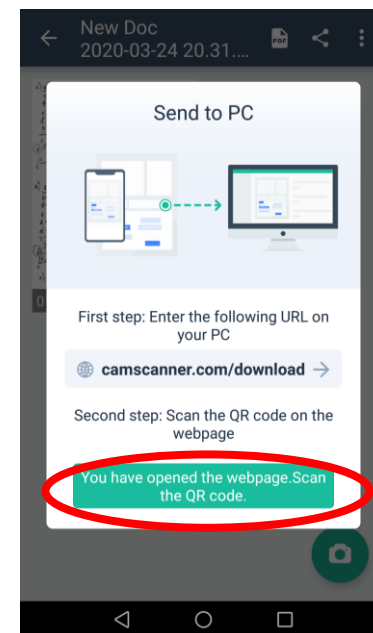 New Doc
2020-03-24 20.31....
PDF
Send to PC
First step: Enter the following URL on
your PC
camscanner.com/download
Second step: Scan the QR code on the
webpage
You have opened the webpage.Scan
the QR code.